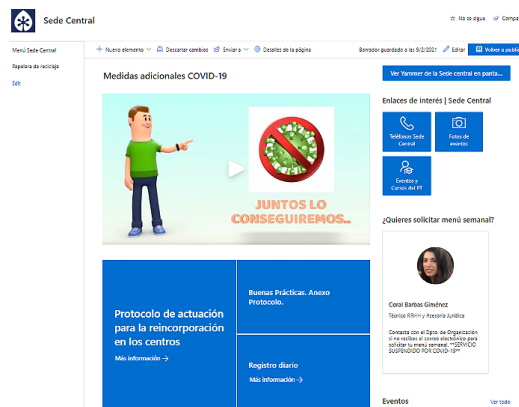 Sede Central
No se sigue
Compa
Menú Sede Central
Papelera de reciclaje
Edit
Nuevo elemento
Descartar cambios
Enviar a
Detalles de la página
Borrador guardado a las 9/2/2021
Editar
Volver a public
Medidas adicionales COVID-19
JUNTOS LO
CONSEGUIREMOS...
Protocolo de actuación
para la reincorporación
en los centros
Más información →
Buenas Prácticas. Anexo
Protocolo.
Registro diario
Más información →
Ver Yammer de la Sede central en panta...
Enlaces de interés | Sede Central
Teléfonos Sede
Central
Fotos de
eventos
Eventos y
Cursos del PT
¿Quieres solicitar menú semanal?
Coral Barbas Giménez
Técnico RRHH y Asesoría Jurídica
Contacta con el Dpto. de Organización
si no recibes el correo electrónico para
solicitar tu menú semanal. **SERVICIO
SUSPENDIDO POR COVID-19**
Eventos
Ver todo